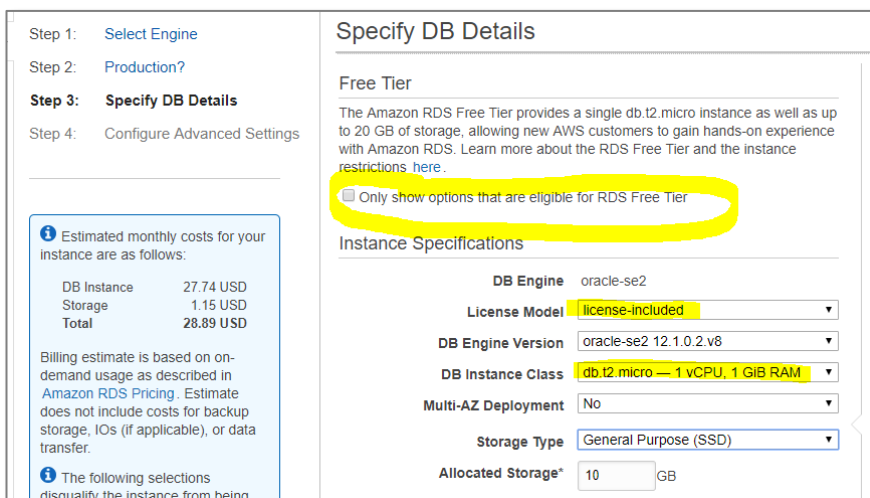 Step 1: Select Engine
Step 2: Production?
Step 3: Specify DB Details
Step 4: Configure Advanced Settings
Estimated monthly costs for your
instance are as follows:
DB Instance 27.74 USD
Storage 1.15 USD
Total 28.89 USD
Billing estimate is based on on-
demand usage as described in
Amazon RDS Pricing. Estimate
does not include costs for backup
storage, IOs (if applicable), or data
transfer.
The following selections
disqualify the instance from being
Specify DB Details
Free Tier
The Amazon RDS Free Tier provides a single db.t2.micro instance as well as up
to 20 GB of storage, allowing new AWS customers to gain hands-on experience
with Amazon RDS. Learn more about the RDS Free Tier and the instance
restrictions here.
Only show options that are eligible for RDS Free Tier
Instance Specifications
DB Engine oracle-se2
License Model license-included
DB Engine Version oracle-se2 12.1.0.2.v8
DB Instance Class db.t2.micro — 1 vCPU, 1 GiB RAM
Multi-AZ Deployment No
Storage Type General Purpose (SSD)
Allocated Storage* 10 GB